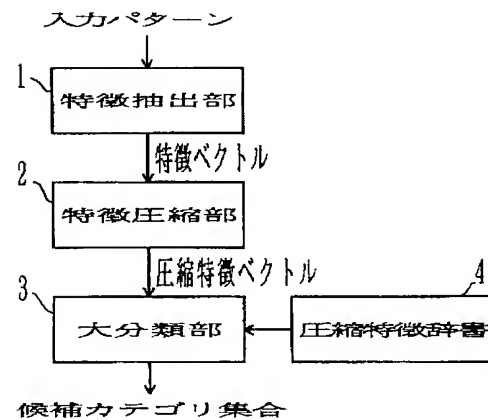 入力パターン
1
特徴抽出部
特徴ベクトル
2
特徴圧縮部
圧縮特徴ベクトル
3
大分類部
4
圧縮特徴辞書
候補カテゴリ集合